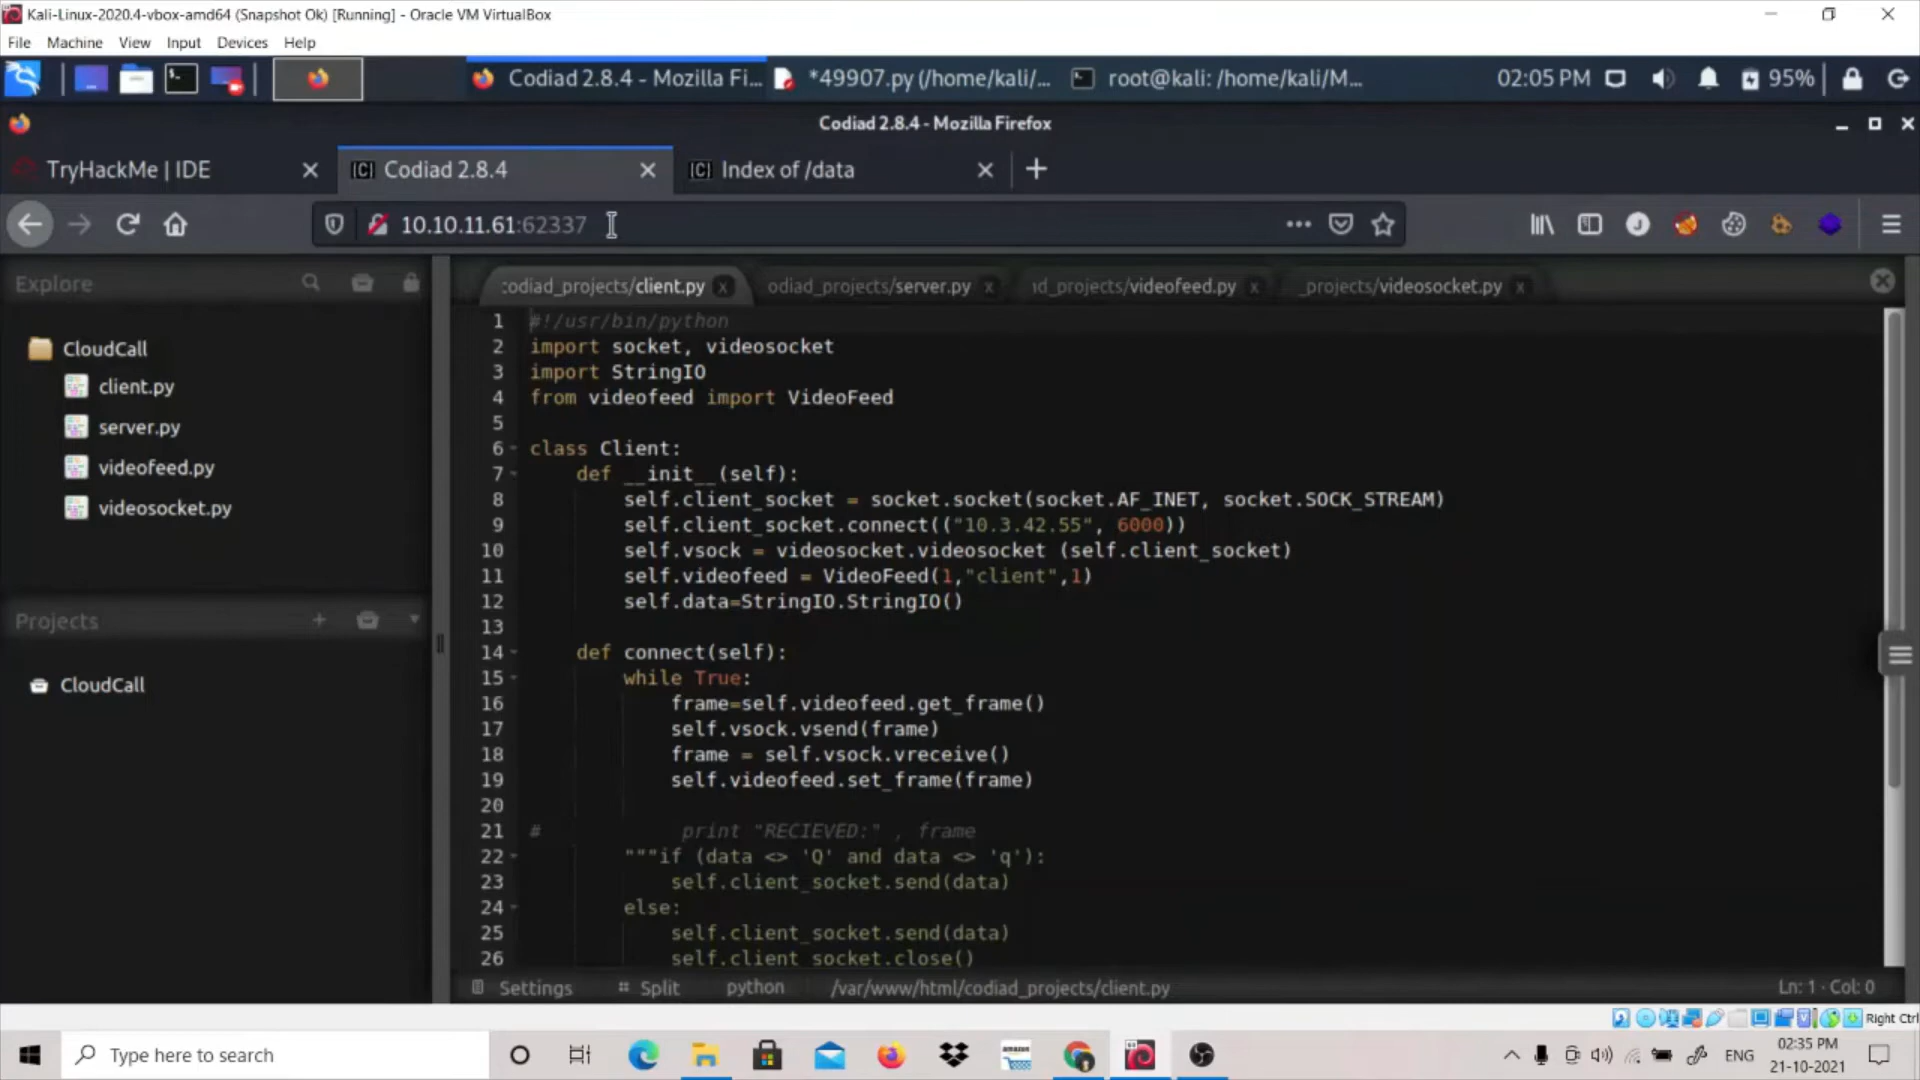 Kali-Linux-2020.4-vbox-amd64 (Snapshot Ok) [Running] - Oracle VM VirtualBox
File Machine View Input Devices Help
Codiad 2.8.4 - Mozilla Fi... *49907.py (/home/kali/... root@kali: /home/kali/M... 02:05 PM 95%
Codiad 2.8.4 - Mozilla Firefox
TryHackMe | IDE Codiad 2.8.4 Index of /data
10.10.11.61:62337
Explore
CloudCall
client.py
server.py
videofeed.py
videosocket.py
Projects
CloudCall
codiad_projects/client.py x odiad_projects/server.py x id_projects/videofeed.py x _projects/videosocket.py x
1 #!/usr/bin/python
2 import socket, videosocket
3 import StringIO
4 from videofeed import VideoFeed
5
6 class Client:
7 def __init__(self):
8 self.client_socket = socket.socket(socket.AF_INET, socket.SOCK_STREAM)
9 self.client_socket.connect(("10.3.42.55", 6000))
10 self.vsock = videosocket.videosocket (self.client_socket)
11 self.videofeed = VideoFeed(1,"client",1)
12 self.data=StringIO.StringIO()
13
14 def connect(self):
15 while True:
16 frame=self.videofeed.get_frame()
17 self.vsock.vsend(frame)
18 frame = self.vsock.vreceive()
19 self.videofeed.set_frame(frame)
20
21 # print "RECIEVED:" , frame
22 """if (data <> 'Q' and data <> 'q'):
23 self.client_socket.send(data)
24 else:
25 self.client_socket.send(data)
26 self.client_socket.close()
Settings Split python /var/www/html/codiad_projects/client.py Ln: 1 · Col: 0
Right Ctrl
Type here to search
amazon
ENG
02:35 PM
21-10-2021